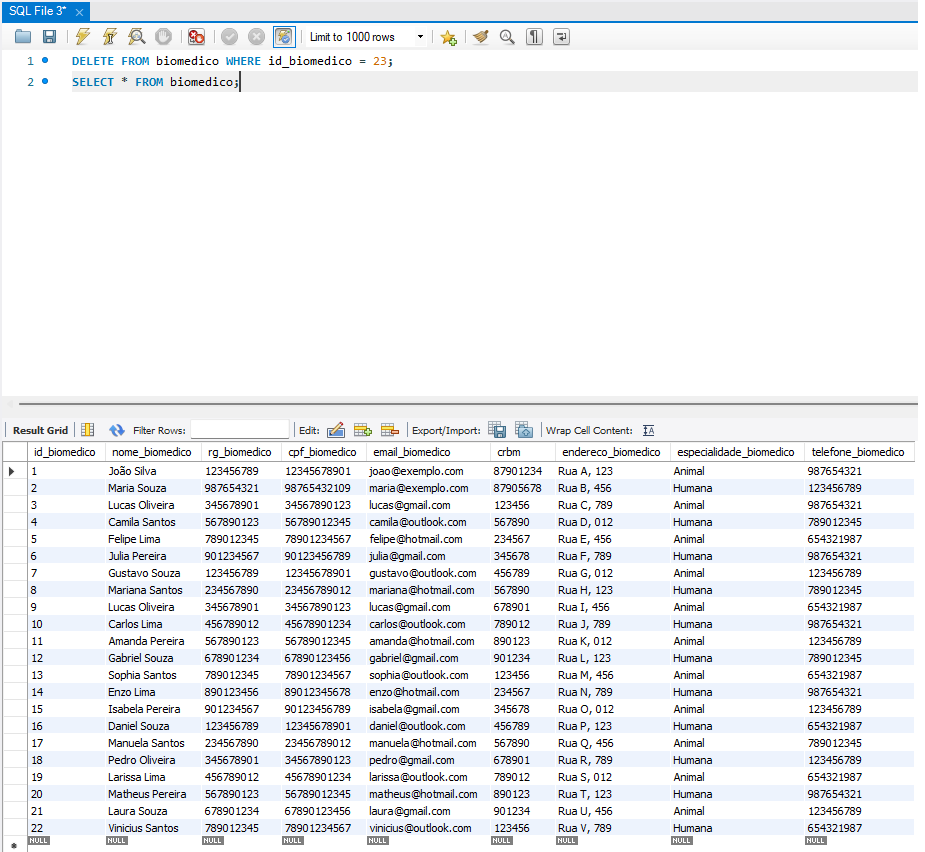 SQL File 3*
Limit to 1000 rows
1 DELETE FROM biomedico WHERE id_biomedico = 23;
2 SELECT * FROM biomedico;
Result Grid Filter Rows: Edit: Export/Import: Wrap Cell Content:
id_biomedico nome_biomedico rg_biomedico cpf_biomedico email_biomedico crbm endereco_biomedico especialidade_biomedico telefone_biomedico
1 João Silva 123456789 12345678901 joao@exemplo.com 87901234 Rua A, 123 Animal 987654321
2 Maria Souza 987654321 98765432109 maria@exemplo.com 87905678 Rua B, 456 Humana 123456789
3 Lucas Oliveira 345678901 34567890123 lucas@gmail.com 123456 Rua C, 789 Animal 987654321
4 Camila Santos 567890123 56789012345 camila@outlook.com 567890 Rua D, 012 Humana 789012345
5 Felipe Lima 789012345 78901234567 felipe@hotmail.com 234567 Rua E, 456 Animal 654321987
6 Julia Pereira 901234567 90123456789 julia@gmail.com 345678 Rua F, 789 Humana 987654321
7 Gustavo Souza 123456789 12345678901 gustavo@outlook.com 456789 Rua G, 012 Animal 123456789
8 Mariana Santos 234567890 23456789012 mariana@hotmail.com 567890 Rua H, 123 Humana 789012345
9 Lucas Oliveira 345678901 34567890123 lucas@gmail.com 678901 Rua I, 456 Animal 654321987
10 Carlos Lima 456789012 45678901234 carlos@outlook.com 789012 Rua J, 789 Humana 987654321
11 Amanda Pereira 567890123 56789012345 amanda@hotmail.com 890123 Rua K, 012 Animal 123456789
12 Gabriel Souza 678901234 67890123456 gabriel@gmail.com 901234 Rua L, 123 Humana 789012345
13 Sophia Santos 789012345 78901234567 sophia@outlook.com 123456 Rua M, 456 Animal 654321987
14 Enzo Lima 890123456 89012345678 enzo@hotmail.com 234567 Rua N, 789 Humana 987654321
15 Isabela Pereira 901234567 90123456789 isabela@gmail.com 345678 Rua O, 012 Animal 123456789
16 Daniel Souza 123456789 12345678901 daniel@outlook.com 456789 Rua P, 123 Humana 654321987
17 Manuela Santos 234567890 23456789012 manuela@hotmail.com 567890 Rua Q, 456 Animal 789012345
18 Pedro Oliveira 345678901 34567890123 pedro@gmail.com 678901 Rua R, 789 Humana 123456789
19 Larissa Lima 456789012 45678901234 larissa@outlook.com 789012 Rua S, 012 Animal 654321987
20 Matheus Pereira 567890123 56789012345 matheus@hotmail.com 890123 Rua T, 123 Humana 987654321
21 Laura Souza 678901234 67890123456 laura@gmail.com 901234 Rua U, 456 Animal 123456789
22 Vinicius Santos 789012345 78901234567 vinicius@outlook.com 123456 Rua V, 789 Humana 654321987
NULL NULL NULL NULL NULL NULL NULL NULL NULL